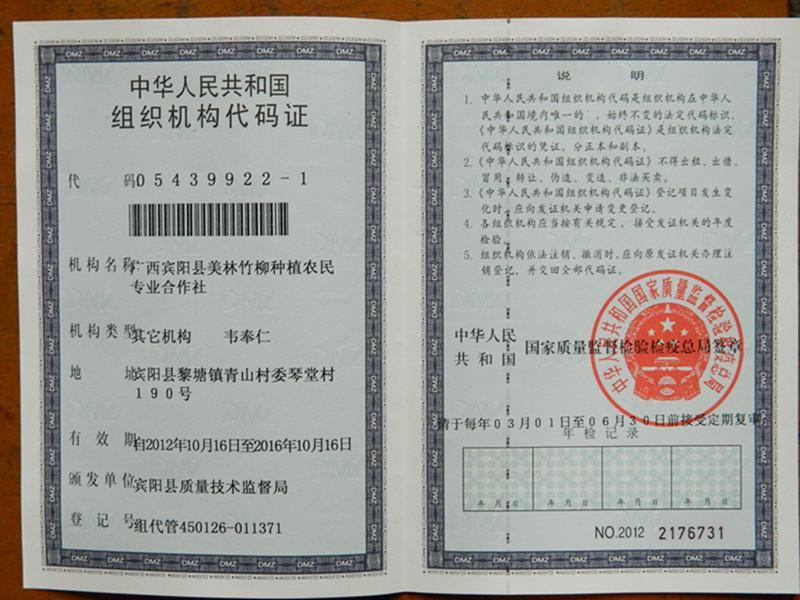 中华人民共和国
组织机构代码证
代 码 05439922-1
机构名称 广西宾阳县美林竹柳种植农民
专业合作社
机构类型 其它机构 韦奉仁
地 址 宾阳县黎塘镇青山村委琴堂村
190号
有 效 期 自2012年10月16日至2016年10月16日
颁发单位 宾阳县质量技术监督局
登 记 号 组代管450126-011371
说 明
1. 中华人民共和国组织机构代码是组织机构在中华人
民共和国境内唯一的、始终不变的法定代码标识,
《中华人民共和国组织机构代码证》是组织机构法定
代码标识的凭证,分正本和副本。
2. 《中华人民共和国组织机构代码证》不得出租、出借、
冒用、转让、伪造、变造、非法买卖。
3. 《中华人民共和国组织机构代码证》登记项目发生变
化时,应向发证机关申请变更登记。
4. 各组织机构应当按有关规定,接受发证机关的年度
检验。
5. 组织机构依法注销、撤消时,应向原发证机关办理注
销登记,并交回全部代码证。
中华人民
共 和 国 国家质量监督检验检疫总局签章
中华人民共和国国家质量监督检验检疫总局
请于每年03月01日至06月30日前接受定期复审
年检记录
年 月 日 年 月 日 年 月 日 年 月 日
NO.2012 2176731